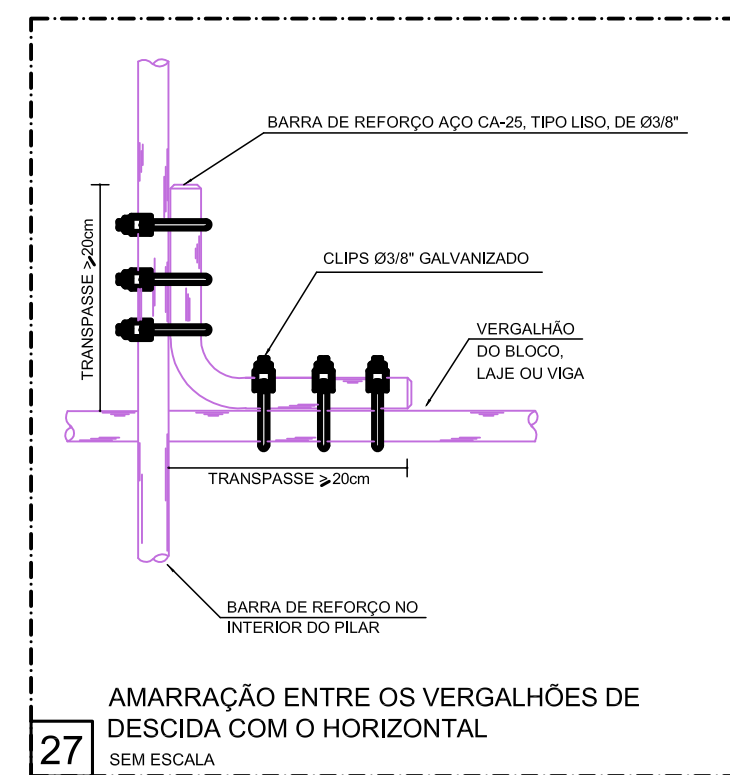 BARRA DE REFORÇO AÇO CA-25, TIPO LISO, DE Ø3/8"
TRANSPASSE ≥20cm
CLIPS Ø3/8" GALVANIZADO
VERGALHÃO
DO BLOCO,
LAJE OU VIGA
TRANSPASSE ≥20cm
BARRA DE REFORÇO NO
INTERIOR DO PILAR
AMARRAÇÃO ENTRE OS VERGALHÕES DE
DESCIDA COM O HORIZONTAL
27
SEM ESCALA